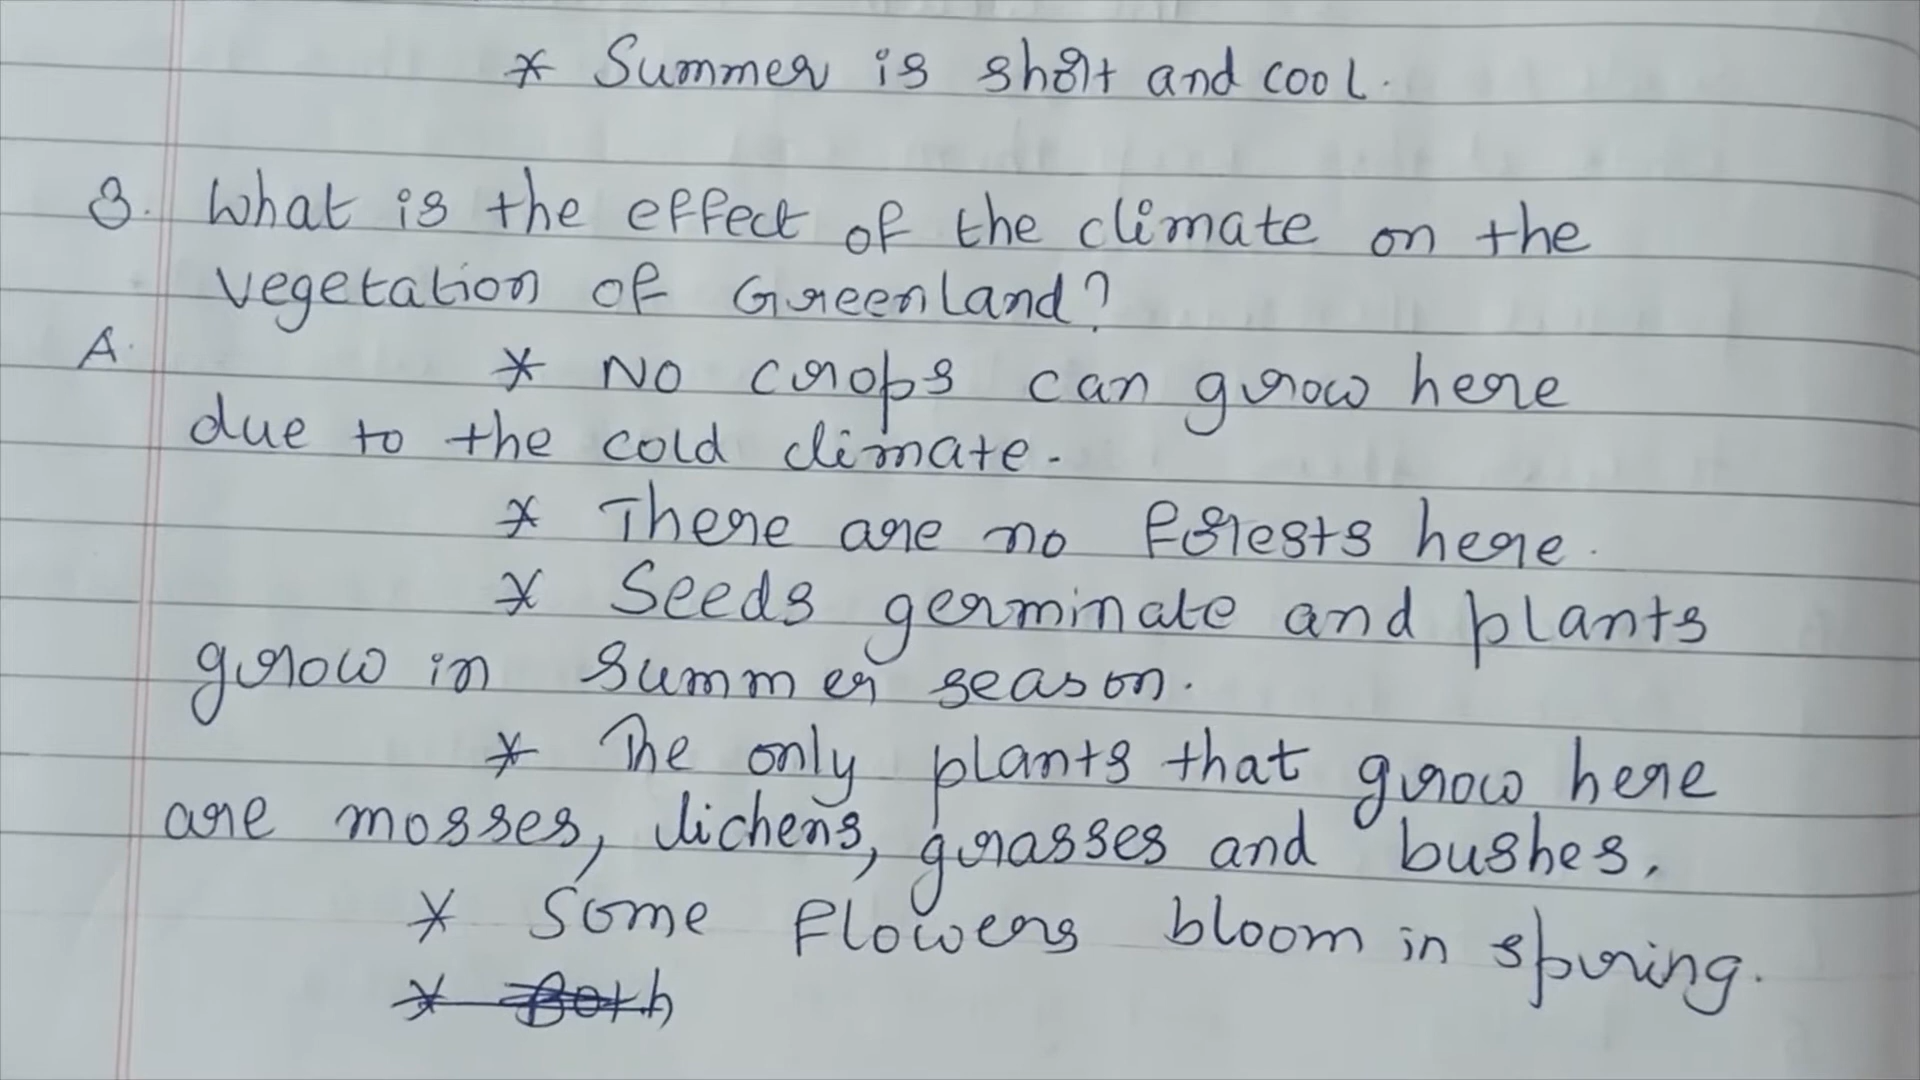 * Summer is short and cool.
3. What is the effect of the climate on the
vegetation of Greenland?
A.
* No crops can grow here
due to the cold climate.
* There are no forests here.
* Seeds germinate and plants
grow in summer season.
* The only plants that grow here
are mosses, lichens, grasses and bushes.
* Some flowers bloom in spring.
* Both